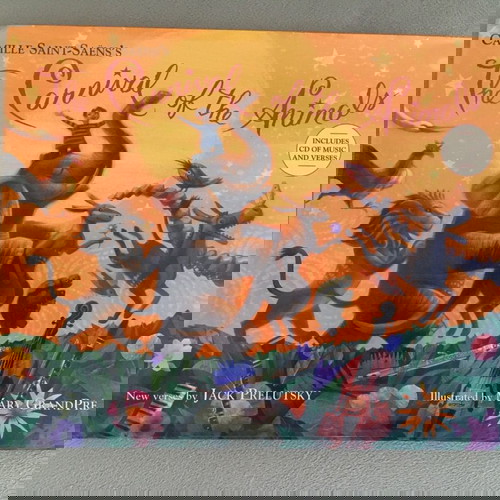 CAMILLE SAINT-SAËNS'S
Carnival of the Animals
INCLUDES
CD OF MUSIC
AND VERSES
New verses by JACK PRELUTSKY
Illustrated by MARY GRANDPRÉ